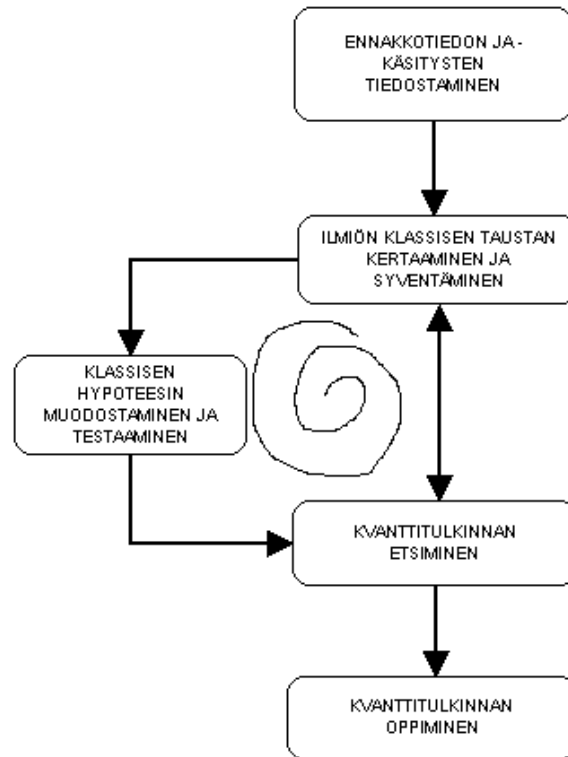 ENNAKKOTIEDON JA -
KÄSITYSTEN
TIEDOSTAMINEN
ILMIÖN KLASSISEN TAUSTAN
KERTAAMINEN JA
SYVENTÄMINEN
KLASSISEN
HYPOTEESIN
MUODOSTAMINEN JA
TESTAAMINEN
KVANTTITULKINNAN
ETSIMINEN
KVANTTITULKINNAN
OPPIMINEN